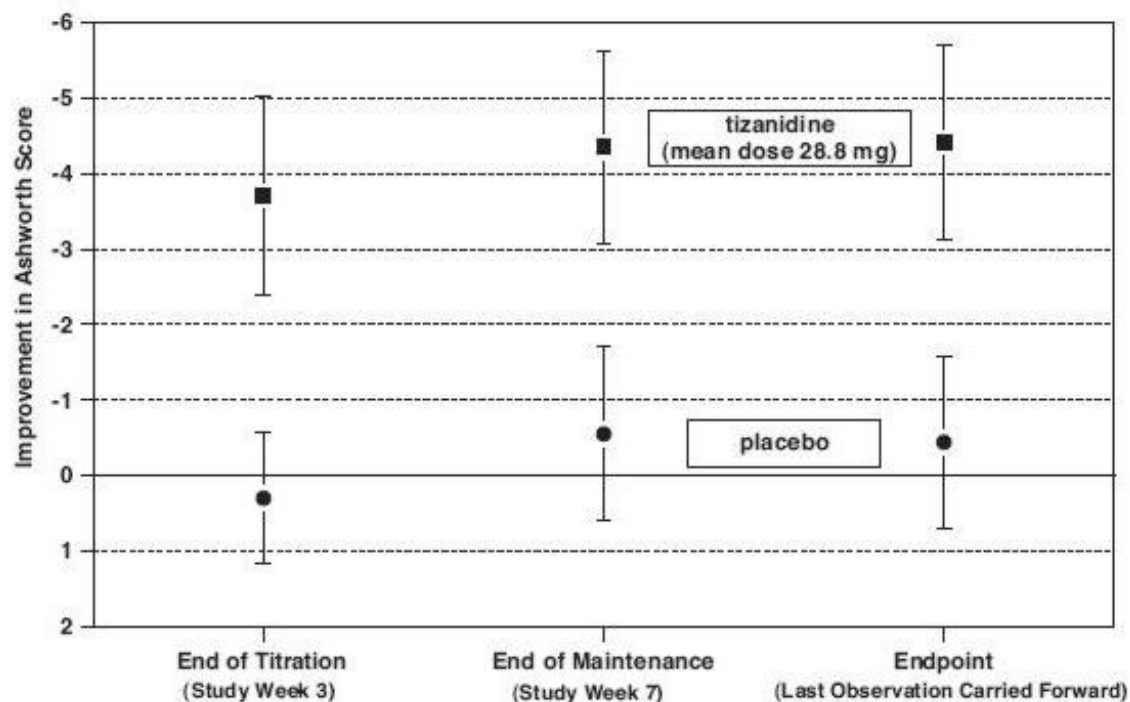 Improvement in Ashworth Score
-6
-5
-4
-3
-2
-1
0
1
2
tizanidine
(mean dose 28.8 mg)
placebo
End of Titration
(Study Week 3)
End of Maintenance
(Study Week 7)
Endpoint
(Last Observation Carried Forward)